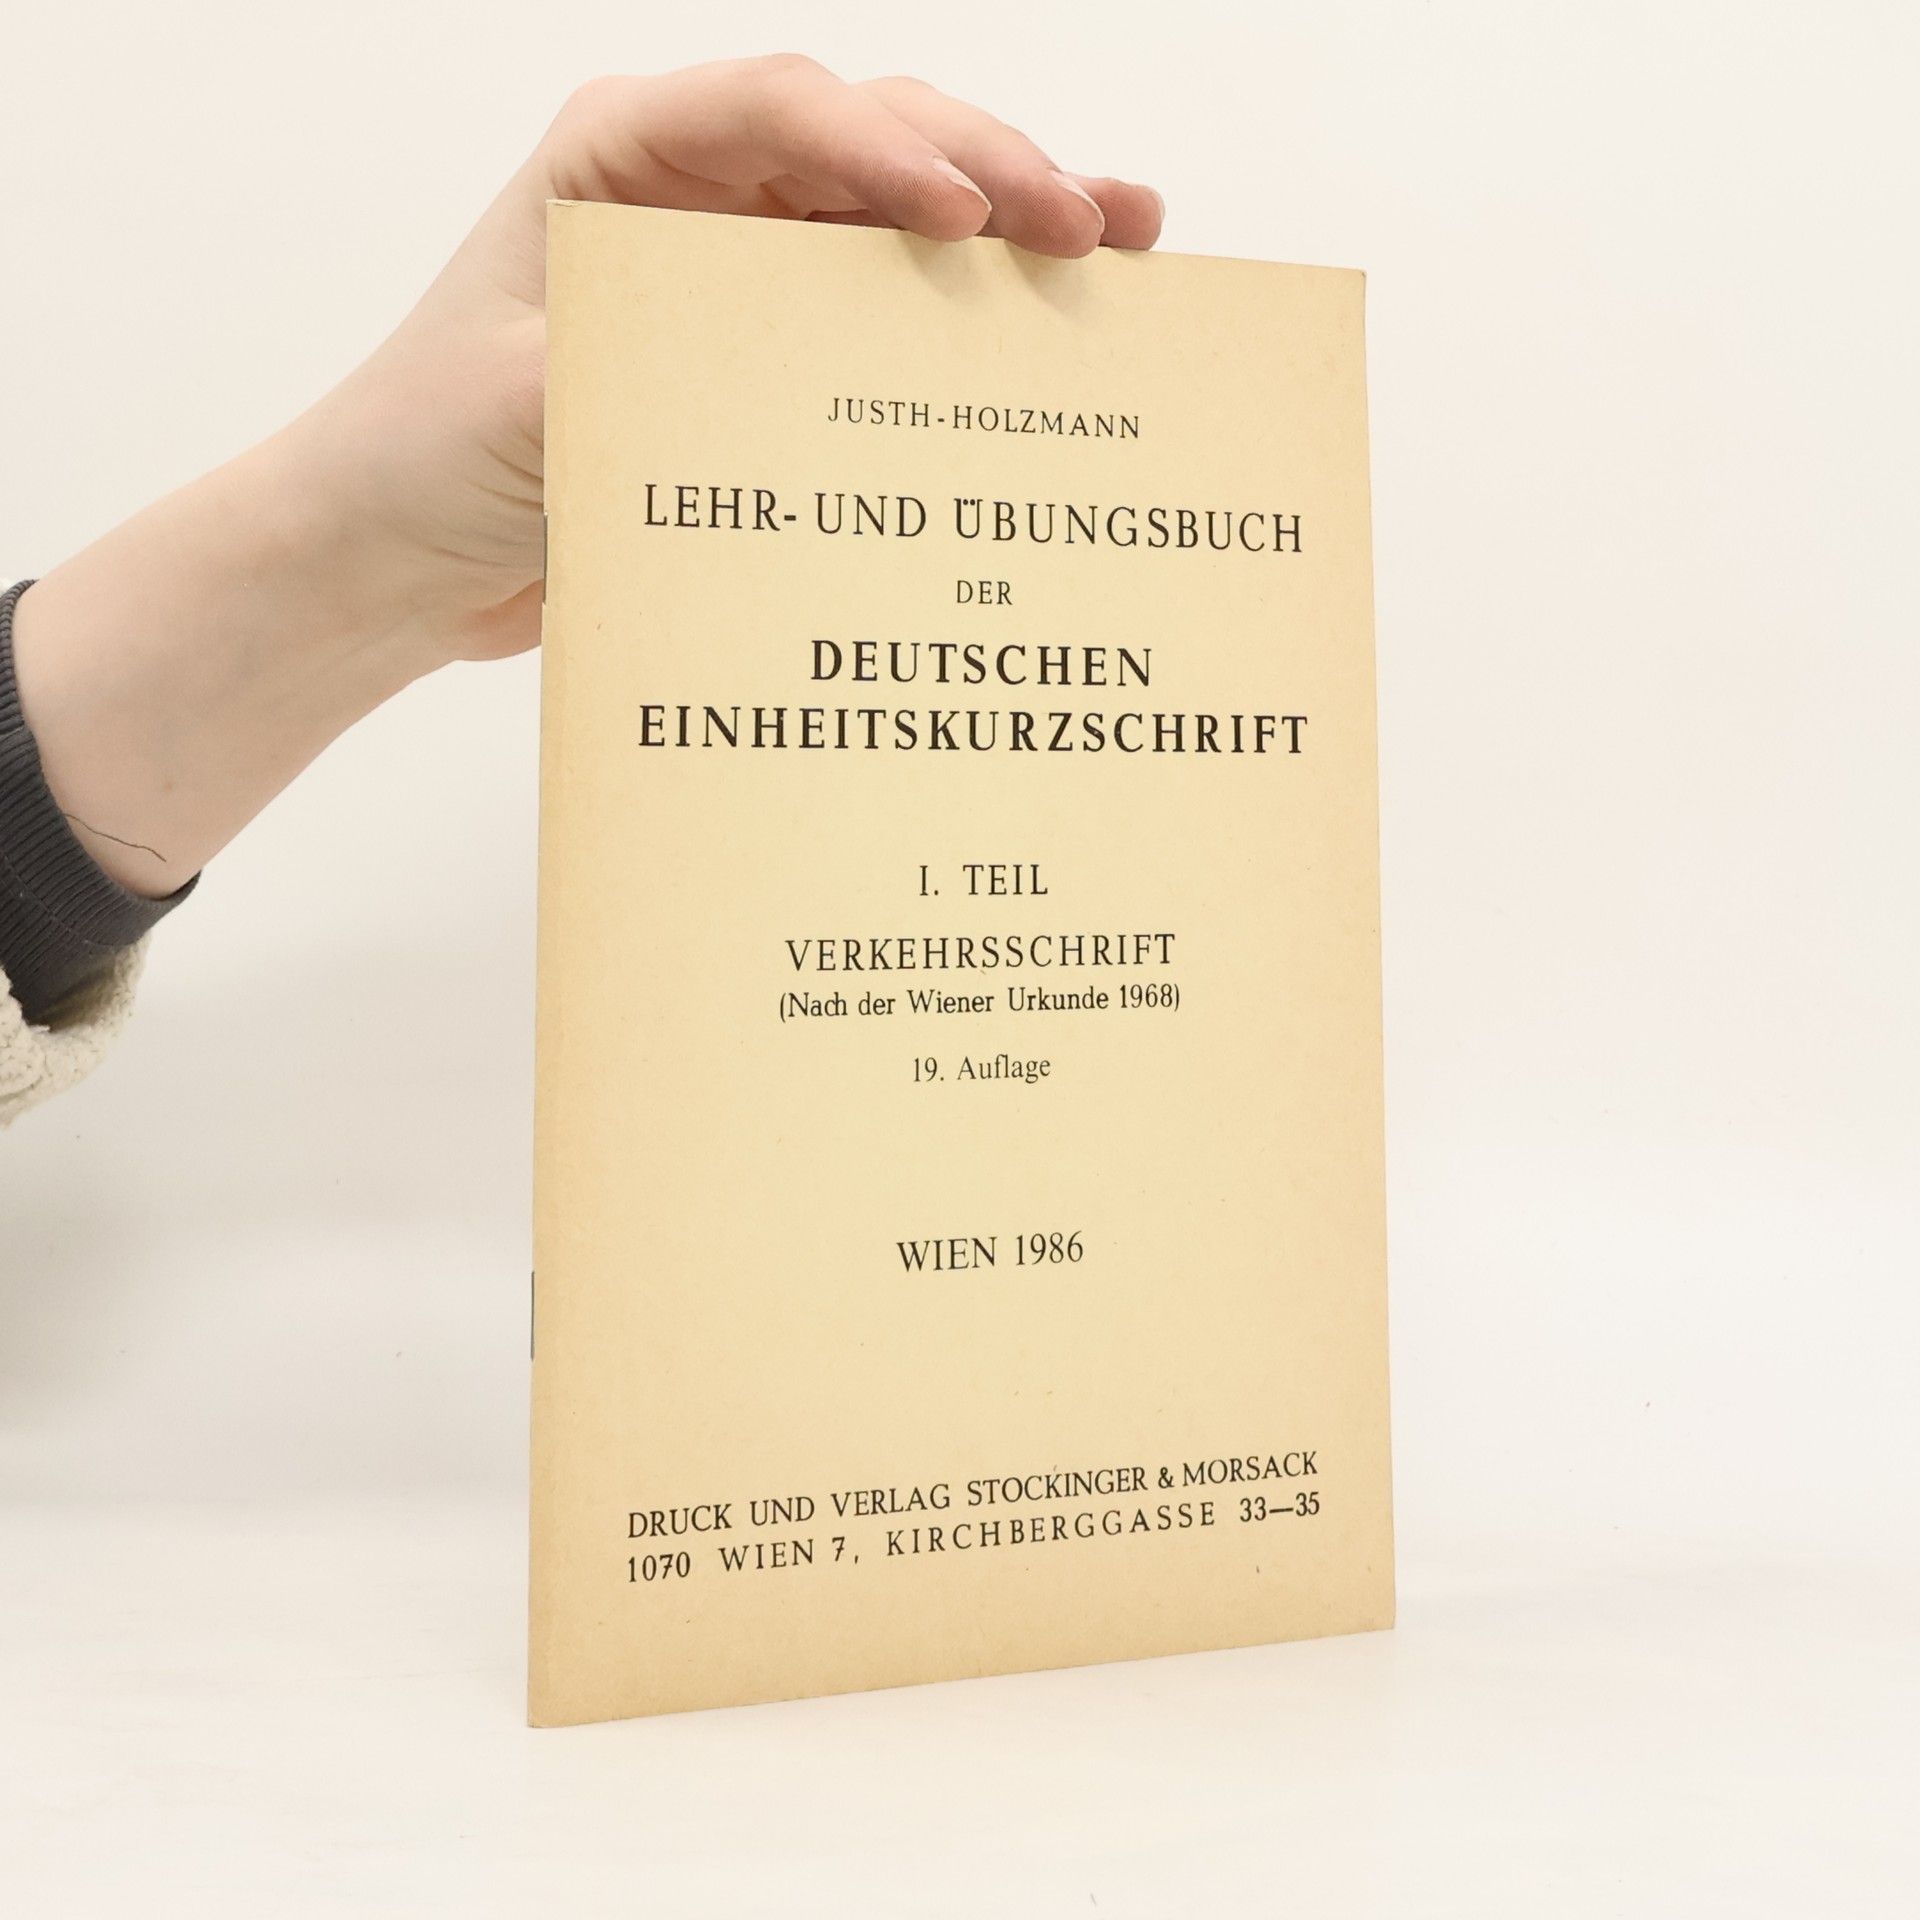 JUSTH-HOLZMANN
LEHR- UND ÜBUNGSBUCH
DER
DEUTSCHEN
EINHEITSKURZSCHRIFT
I. TEIL
VERKEHRSSCHRIFT
(Nach der Wiener Urkunde 1968)
19. Auflage
WIEN 1986
DRUCK UND VERLAG STOCKINGER & MORSACK
1070 WIEN 7, KIRCHBERGGASSE 33—35